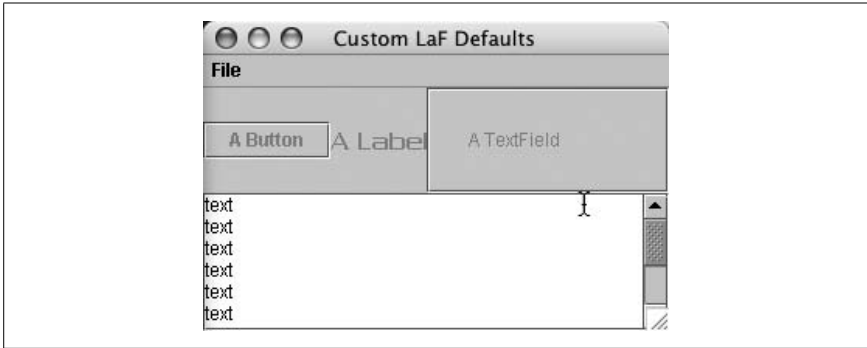 Custom LaF Defaults
File
A Button A Label A TextField
text
text
text
text
text
text